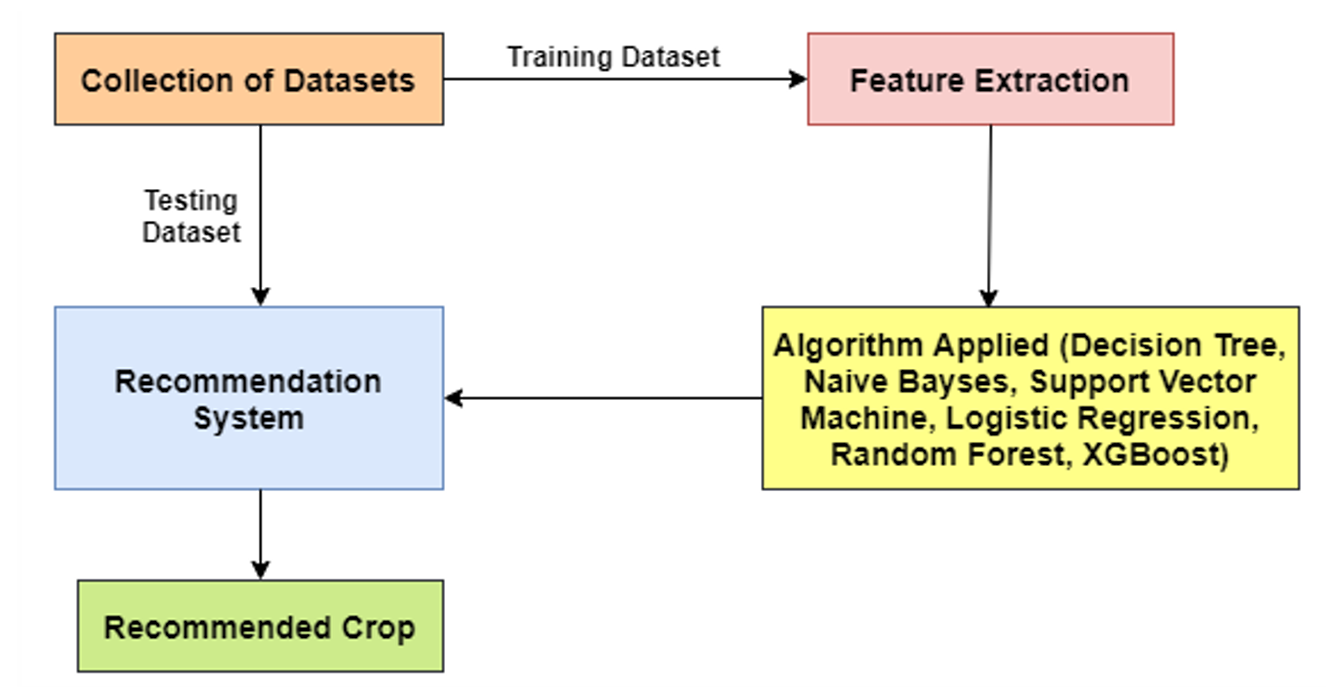 Collection of Datasets
Training Dataset
Feature Extraction
Testing
Dataset
Recommendation
System
Algorithm Applied (Decision Tree,
Naive Bayses, Support Vector
Machine, Logistic Regression,
Random Forest, XGBoost)
Recommended Crop